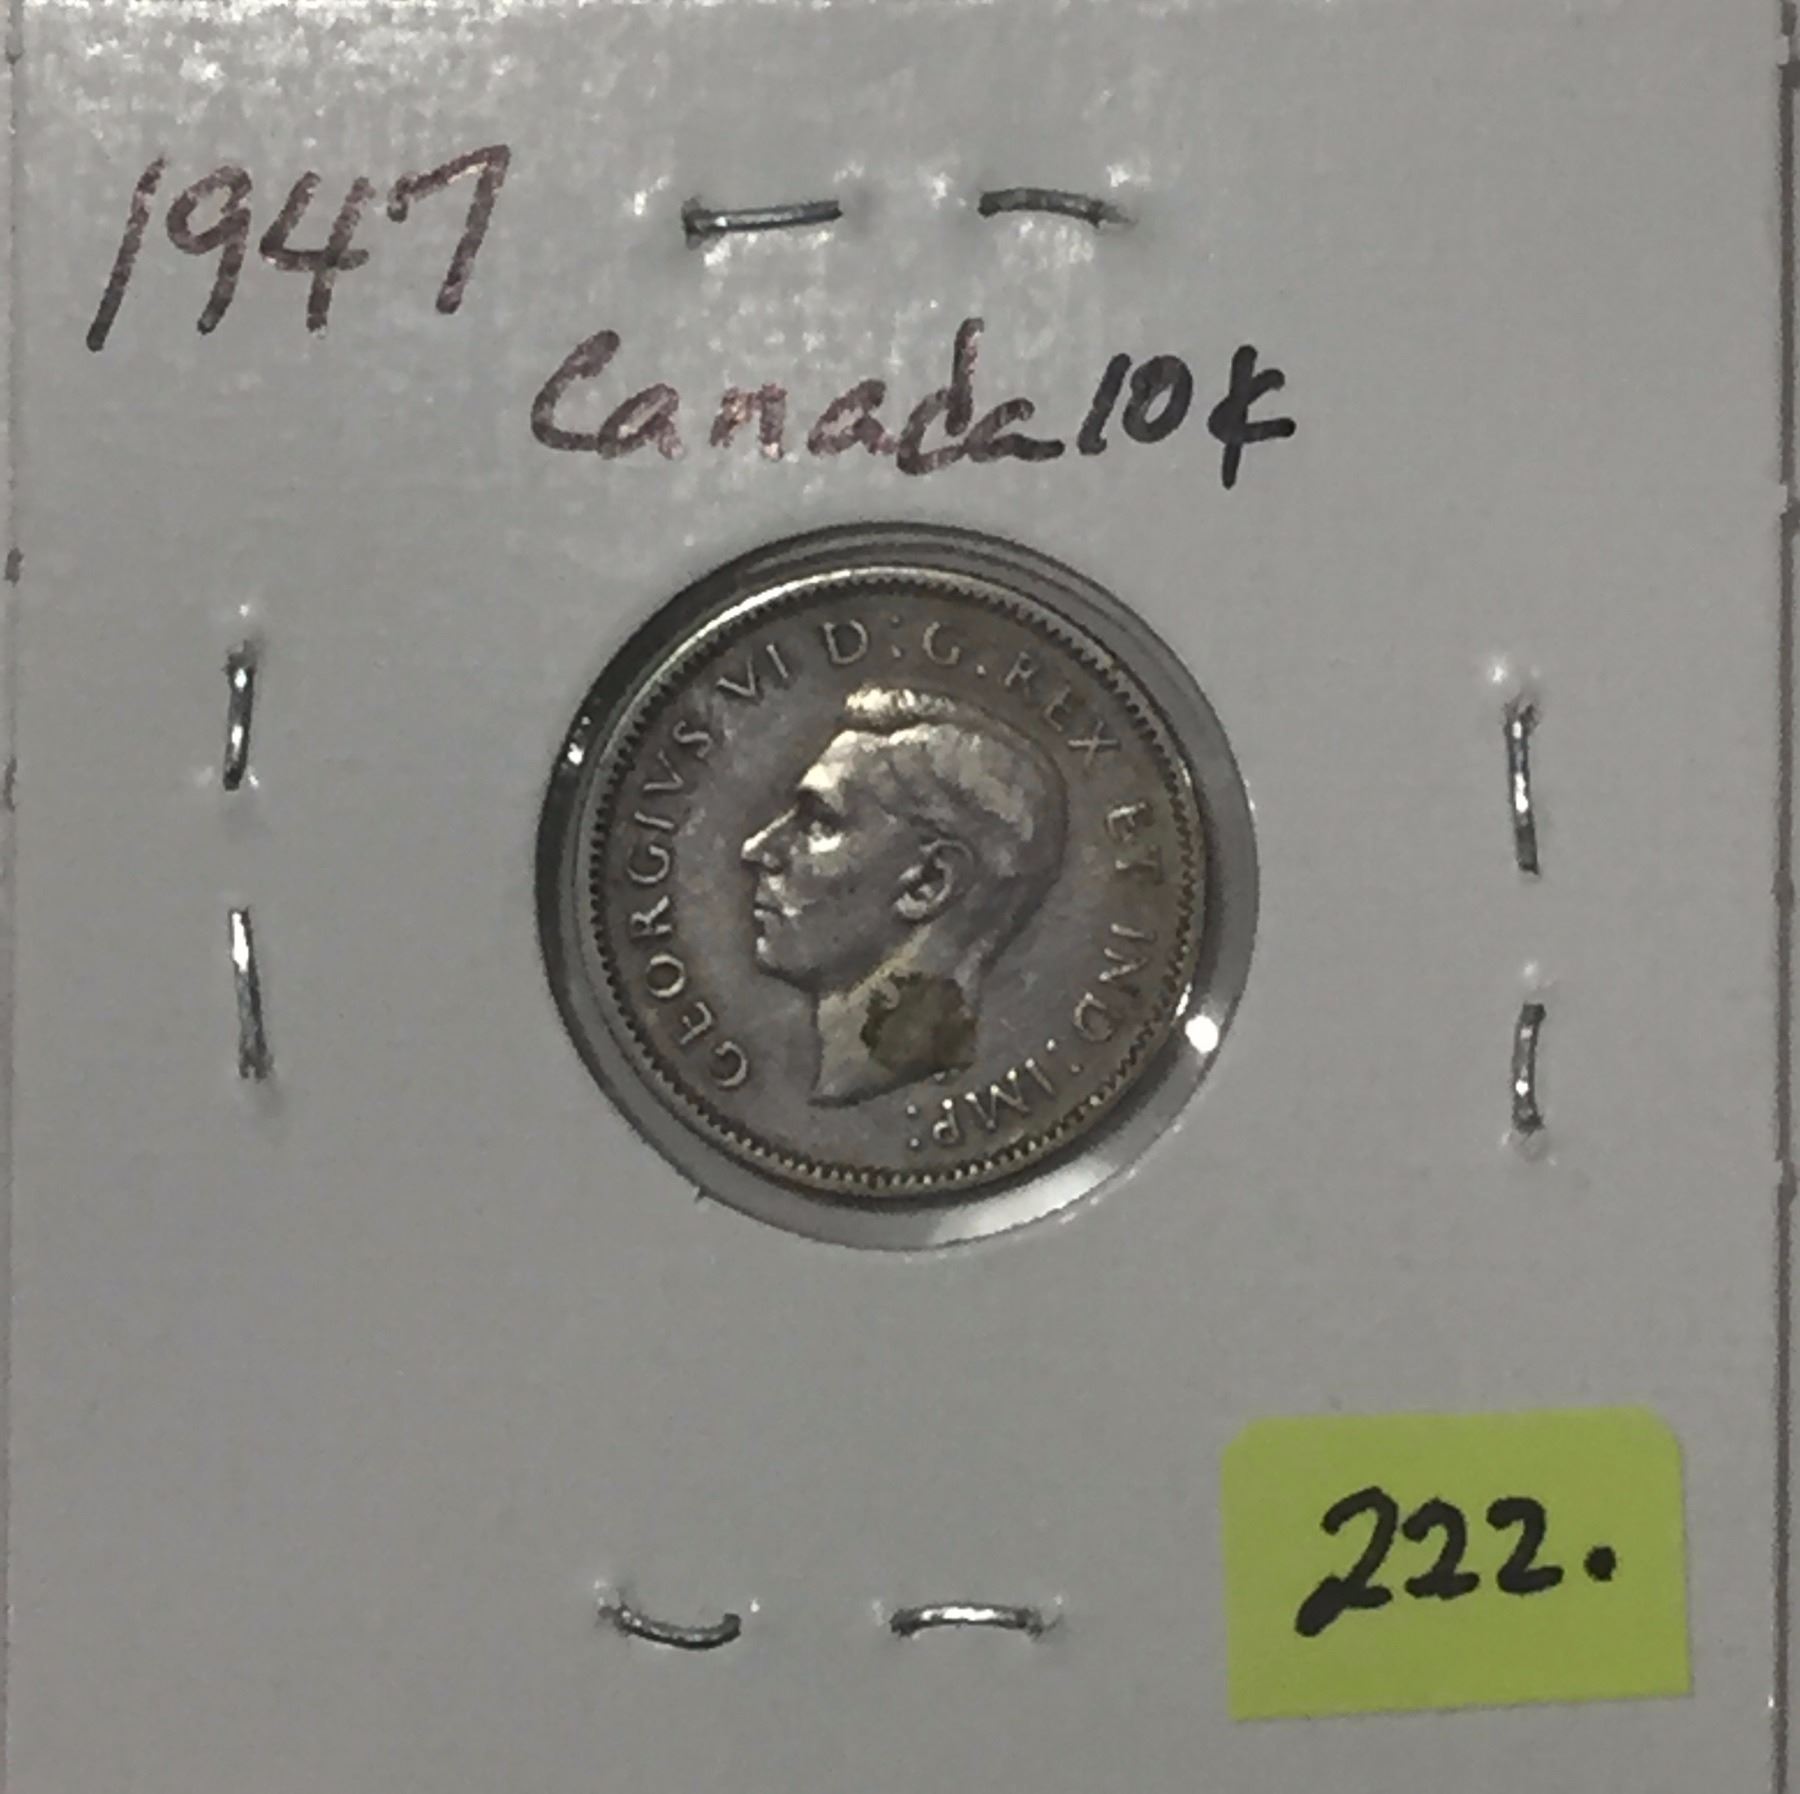 1947
Canada 10¢
GEORGIVS VI D:G.REX ET IND:IMP:
222.